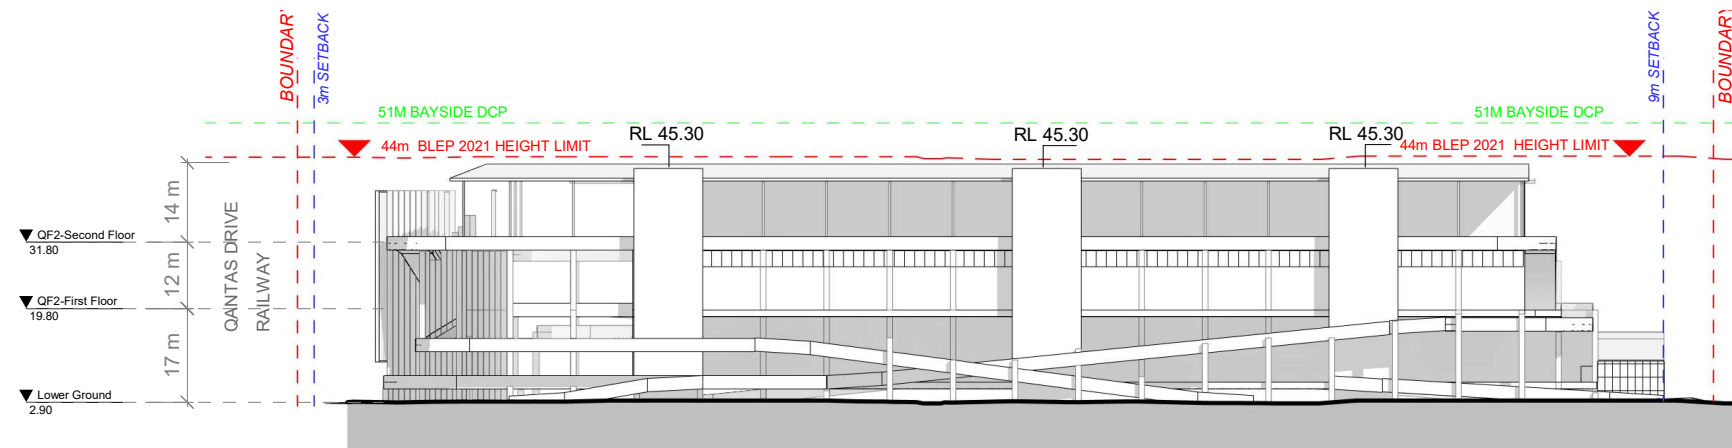 BOUNDARY
3m SETBACK
9m SETBACK
BOUNDARY
51M BAYSIDE DCP
51M BAYSIDE DCP
44m BLEP 2021 HEIGHT LIMIT
RL 45.30
RL 45.30
RL 45.30
44m BLEP 2021 HEIGHT LIMIT
14 m
QF2-Second Floor
31.80
12 m
QANTAS DRIVE
RAILWAY
QF2-First Floor
19.80
17 m
Lower Ground
2.90